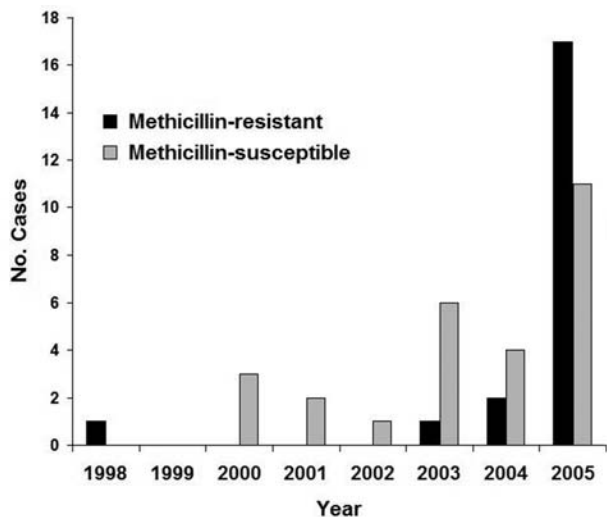 18
16
14
12
10
8
6
4
2
0
No. Cases
Methicillin-resistant
Methicillin-susceptible
1998 1999 2000 2001 2002 2003 2004 2005
Year